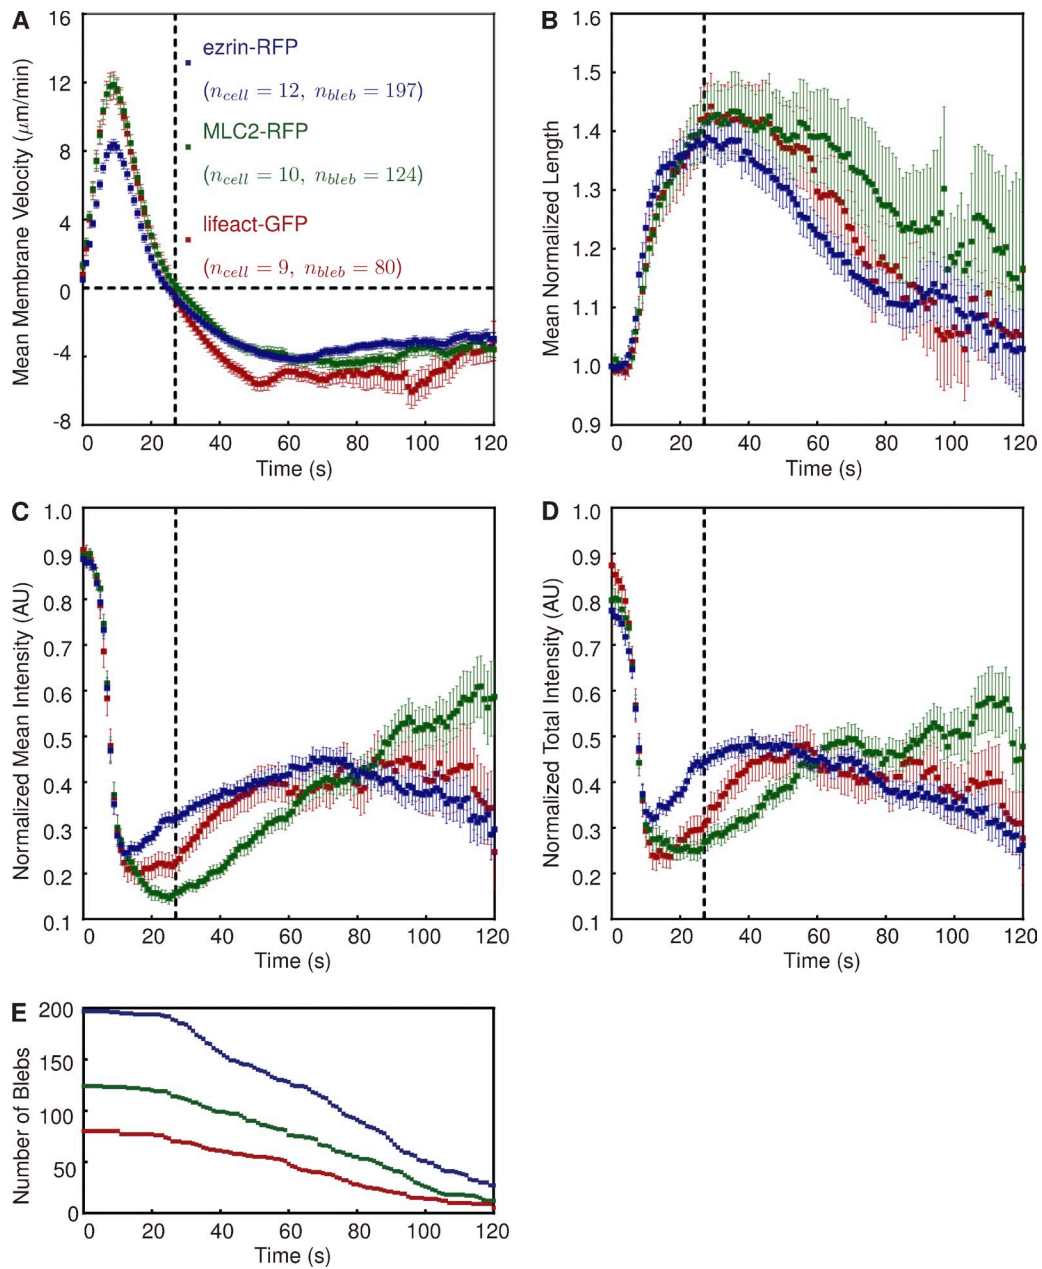 A
Mean Membrane Velocity (μm/min)
16
12
8
4
0
-4
-8
ezrin-RFP
(n_cell = 12, n_bleb = 197)
MLC2-RFP
(n_cell = 10, n_bleb = 124)
lifeact-GFP
(n_cell = 9, n_bleb = 80)
0 20 40 60 80 100 120
Time (s)
B
Mean Normalized Length
1.6
1.5
1.4
1.3
1.2
1.1
1.0
0.9
0 20 40 60 80 100 120
Time (s)
C
Normalized Mean Intensity (AU)
1.0
0.9
0.8
0.7
0.6
0.5
0.4
0.3
0.2
0.1
0 20 40 60 80 100 120
Time (s)
D
Normalized Total Intensity (AU)
1.0
0.9
0.8
0.7
0.6
0.5
0.4
0.3
0.2
0.1
0 20 40 60 80 100 120
Time (s)
E
Number of Blebs
200
150
100
50
0
0 20 40 60 80 100 120
Time (s)